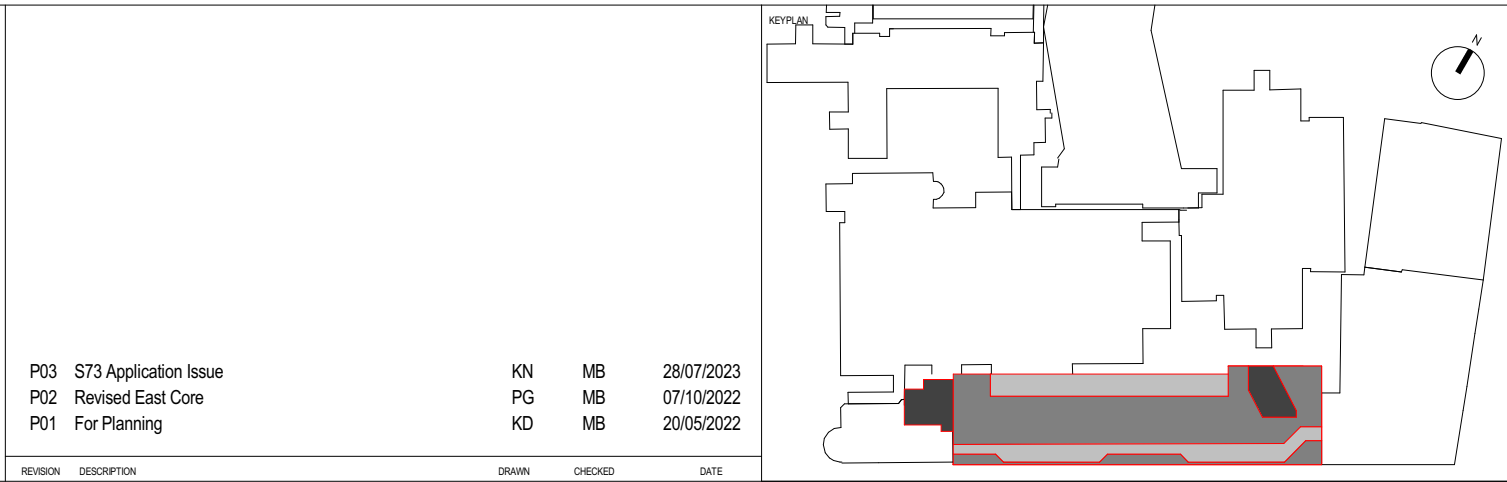 P03 S73 Application Issue KN MB 28/07/2023
P02 Revised East Core PG MB 07/10/2022
P01 For Planning KD MB 20/05/2022
REVISION DESCRIPTION DRAWN CHECKED DATE
KEYPLAN
N